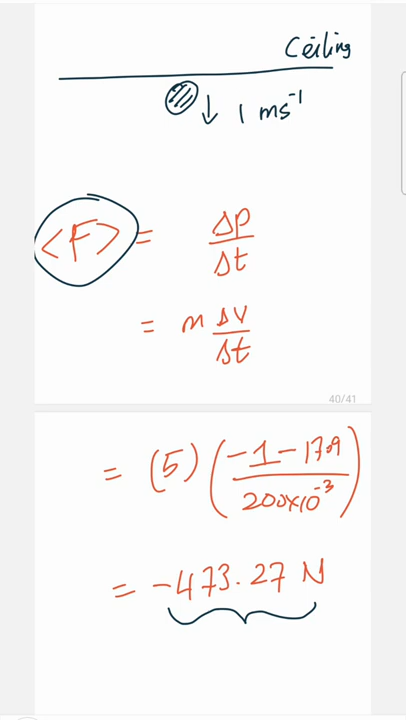 Ceiling
↓ 1 ms⁻¹
<F> = Δp/Δt
= m Δv/Δt
40/41
= (5) (−1−17.9 / 200×10⁻³)
= −473.27 N